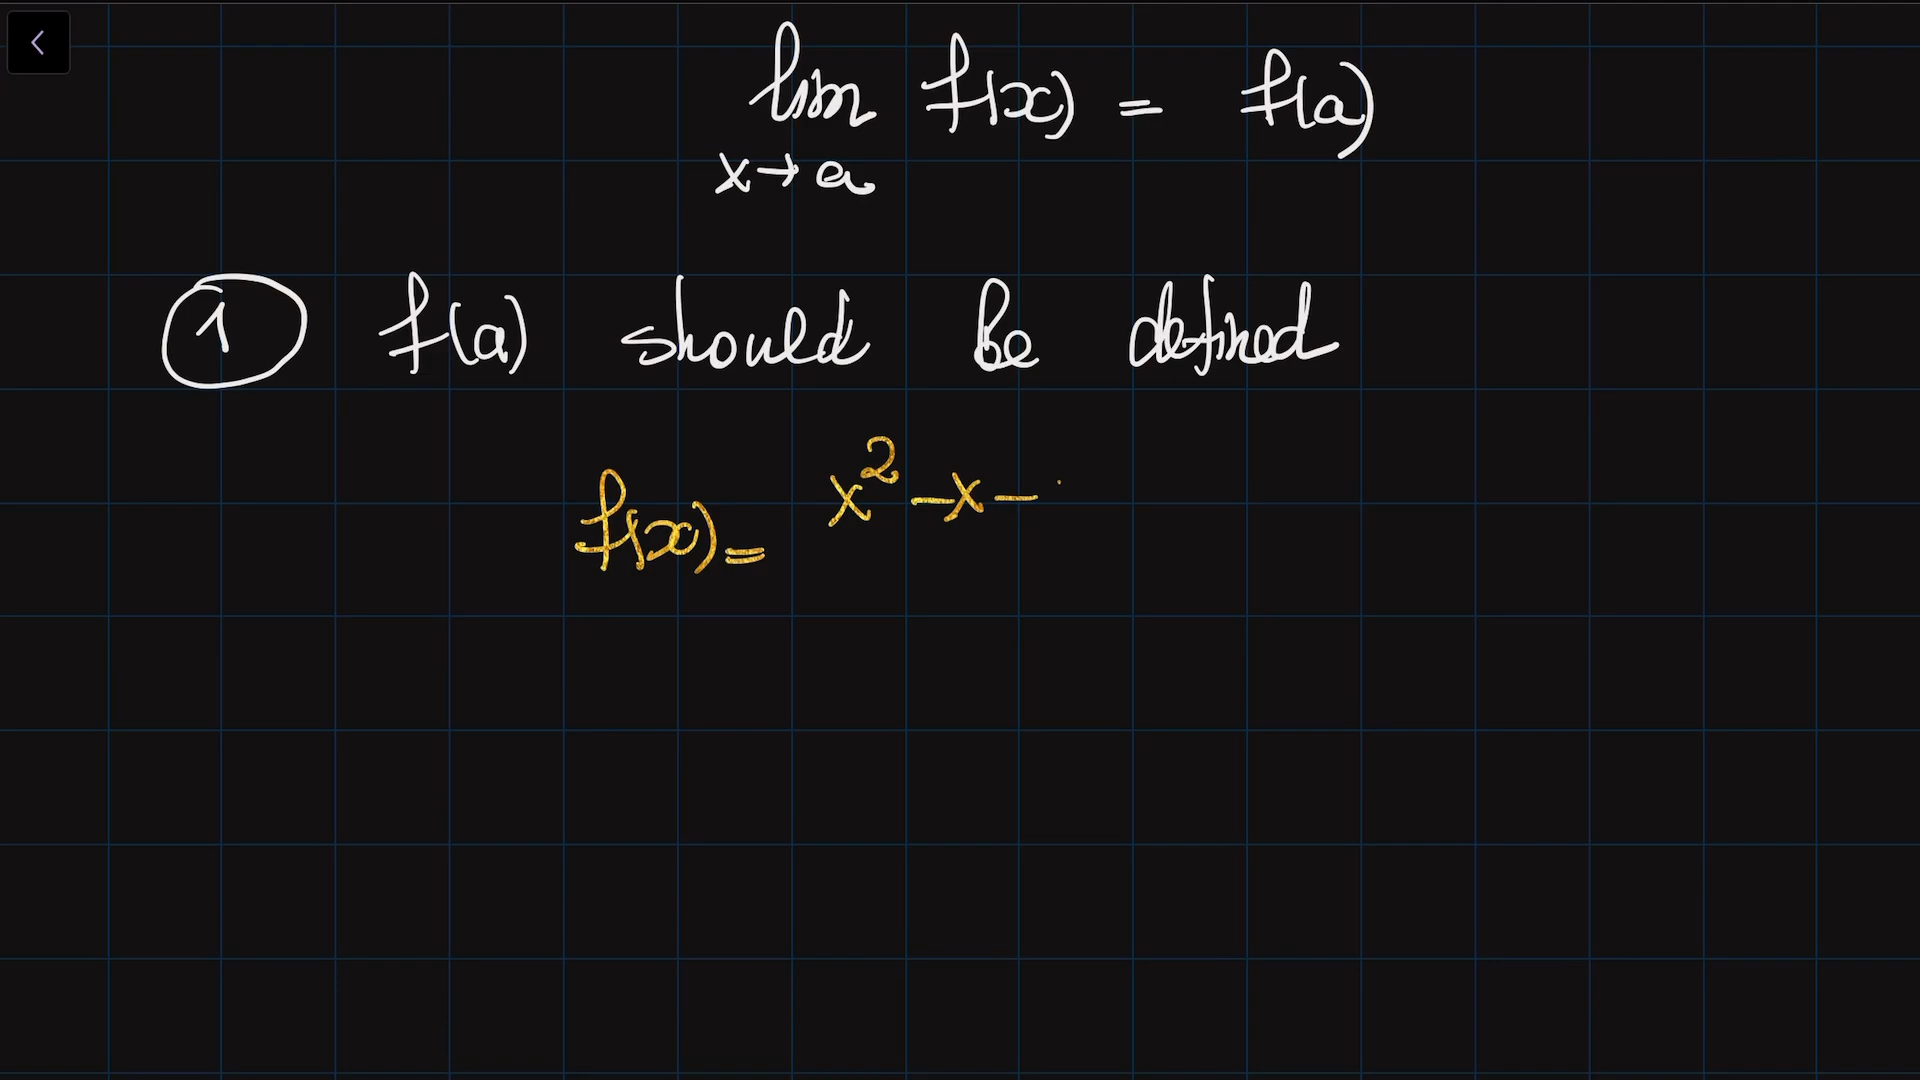 lim f(x) = f(a)
x→a
① f(a) should be defined
f(x) = x² - x -